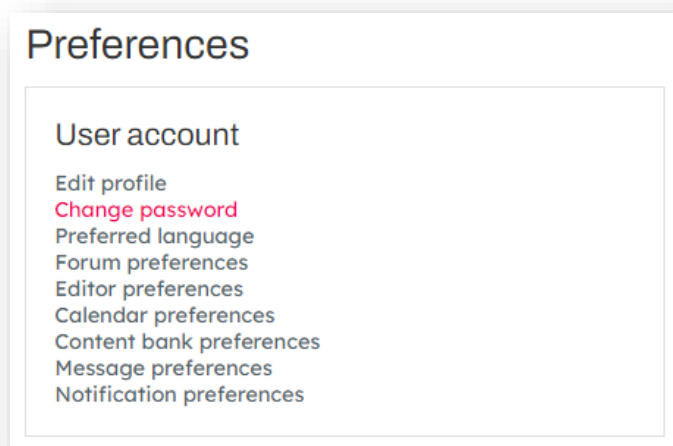 Preferences
User account
Edit profile
Change password
Preferred language
Forum preferences
Editor preferences
Calendar preferences
Content bank preferences
Message preferences
Notification preferences